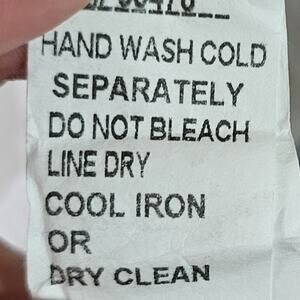 HAND WASH COLD
SEPARATELY
DO NOT BLEACH
LINE DRY
COOL IRON
OR
DRY CLEAN